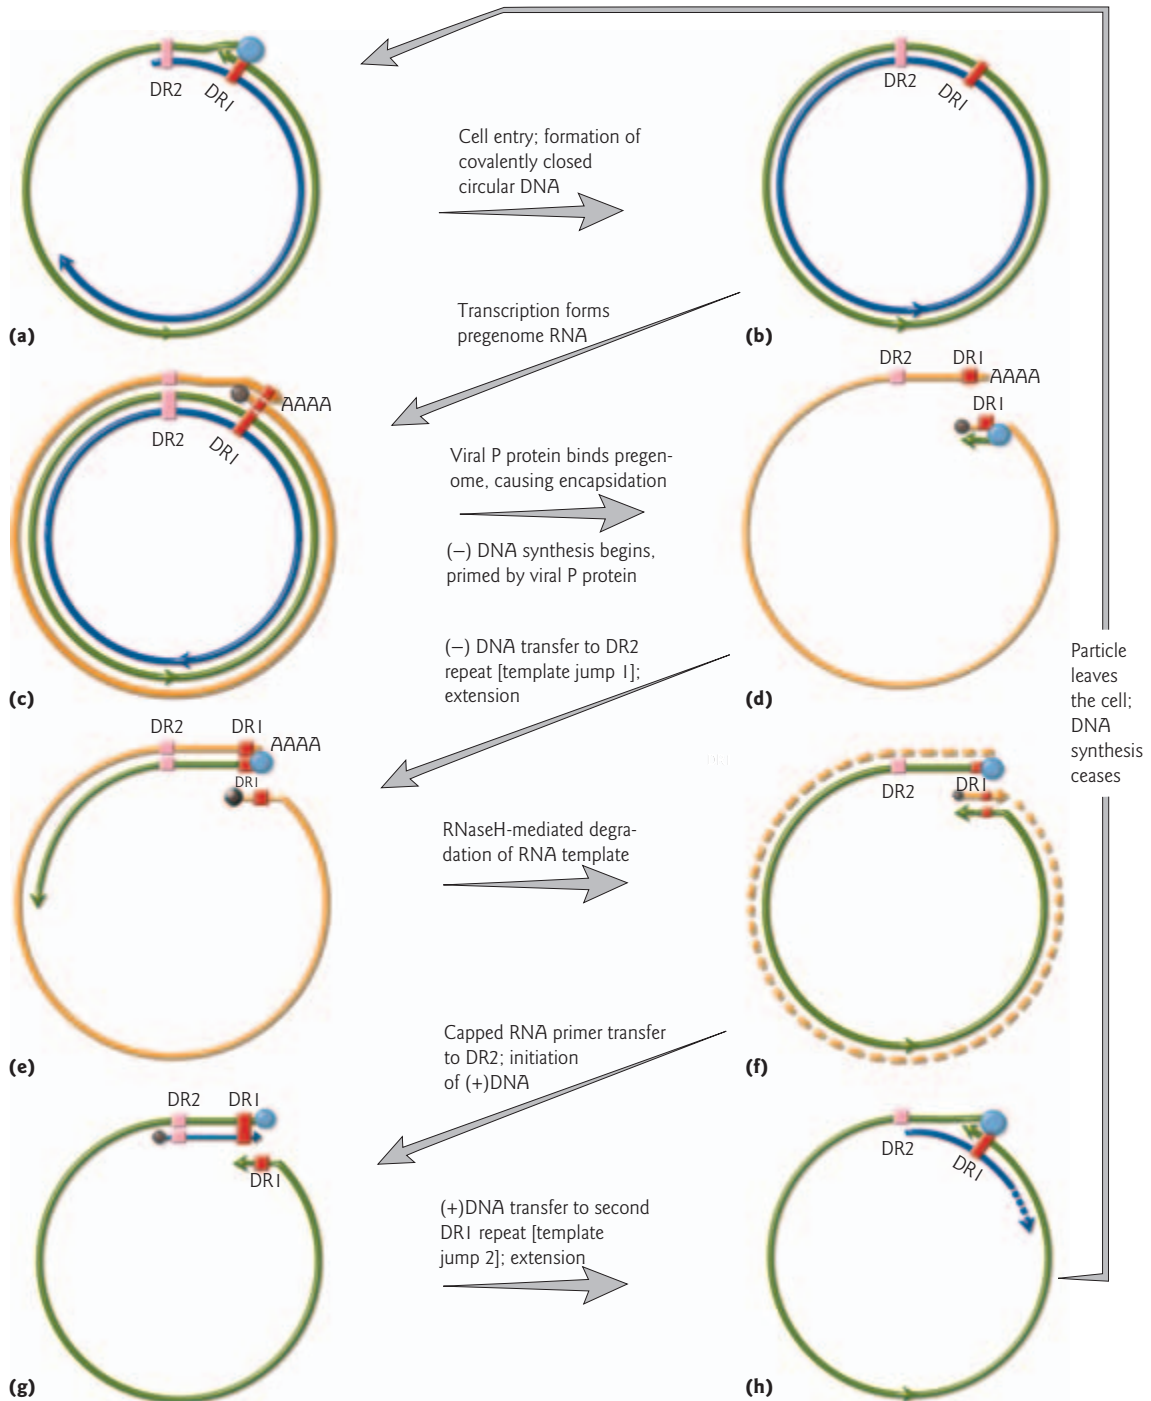 DR2
DR1
(a)
Cell entry; formation of
covalently closed
circular DNA
DR2
DR1
(b)
Transcription forms
pregenome RNA
AAAA
DR2
DR1
(c)
Viral P protein binds pregen-
ome, causing encapsidation
(–) DNA synthesis begins,
primed by viral P protein
DR2
DR1
AAAA
DR1
(d)
(–) DNA transfer to DR2
repeat [template jump 1];
extension
Particle
leaves
the cell;
DNA
synthesis
ceases
DR2
DR1
AAAA
DR1
(e)
RNaseH-mediated degra-
dation of RNA template
DR2
DR1
(f)
Capped RNA primer transfer
to DR2; initiation
of (+)DNA
DR2
DR1
DR1
(g)
(+)DNA transfer to second
DR1 repeat [template
jump 2]; extension
DR2
DR1
(h)